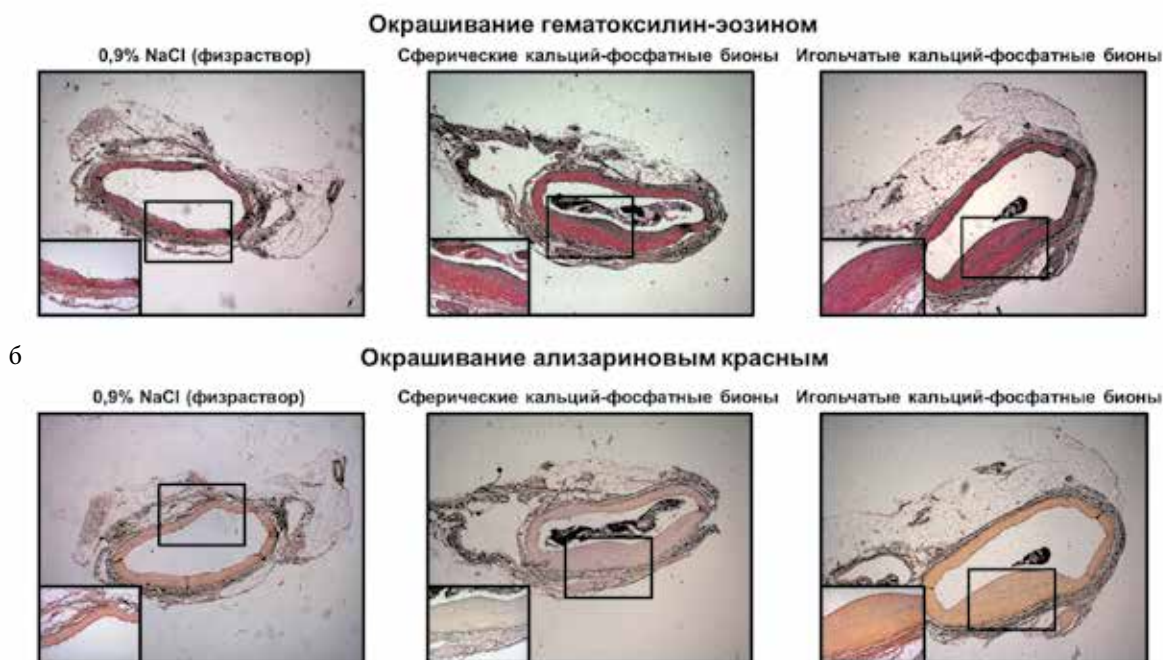 Окрашивание гематоксилин-эозином
0,9% NaCl (физраствор) Сферические кальций-фосфатные бионы Игольчатые кальций-фосфатные бионы
б
Окрашивание ализариновым красным
0,9% NaCl (физраствор) Сферические кальций-фосфатные бионы Игольчатые кальций-фосфатные бионы